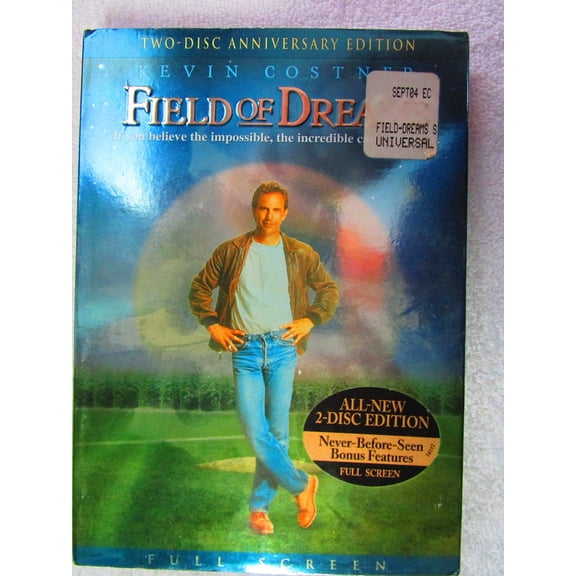 TWO-DISC ANNIVERSARY EDITION
KEVIN COSTNER
FIELD OF DREA
If you believe the impossible, the incredible c
SEPT04 EC
FIELD-DREAMS S
UNIVERSAL
ALL-NEW
2-DISC EDITION
Never-Before-Seen
Bonus Features
FULL SCREEN
FULL SCREEN